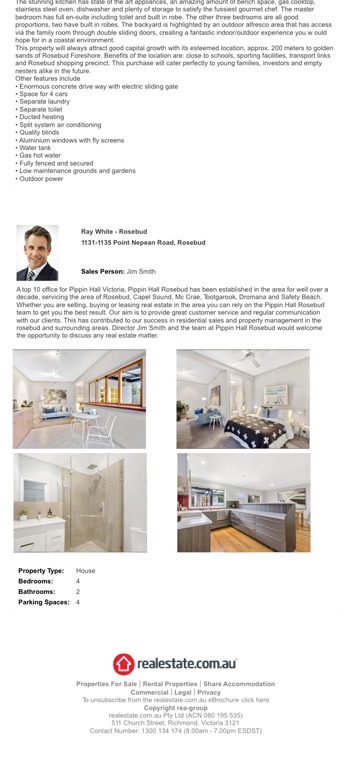 The stunning kitchen has state of the art appliances, an amazing amount of bench space, gas cooktop,
stainless steel oven, dishwasher and plenty of storage to satisfy the fussiest gourmet chef. The master
bedroom has full en-suite including toilet and built in robe. The other three bedrooms are all good
proportions, two have built in robes. The backyard is highlighted by an outdoor alfresco area that has access
via the family room through double sliding doors, creating a fantastic indoor/outdoor experience you w ould
hope for in a coastal environment.
This property will always attract good capital growth with its esteemed location, approx. 200 meters to golden
sands of Rosebud Foreshore. Benefits of the location are: close to schools, sporting facilities, transport links
and Rosebud shopping precinct. This purchase will cater perfectly to young families, investors and empty
nesters alike in the future.
Other features include
• Enormous concrete drive way with electric sliding gate
• Space for 4 cars
• Separate laundry
• Separate toilet
• Ducted heating
• Split system air conditioning
• Quality blinds
• Aluminium windows with fly screens
• Water tank
• Gas hot water
• Fully fenced and secured
• Low maintenance grounds and gardens
• Outdoor power
Ray White - Rosebud
1131-1135 Point Nepean Road, Rosebud
Sales Person: Jim Smith
A top 10 office for Pippin Hall Victoria, Pippin Hall Rosebud has been established in the area for well over a
decade, servicing the area of Rosebud, Capel Sound, Mc Crae, Tootgarook, Dromana and Safety Beach.
Whether you are selling, buying or leasing real estate in the area you can rely on the Pippin Hall Rosebud
team to get you the best result. Our aim is to provide great customer service and regular communication
with our clients. This has contributed to our success in residential sales and property management in the
rosebud and surrounding areas. Director Jim Smith and the team at Pippin Hall Rosebud would welcome
the opportunity to discuss any real estate matter.
Property Type: House
Bedrooms: 4
Bathrooms: 2
Parking Spaces: 4
realestate.com.au
Properties For Sale | Rental Properties | Share Accommodation
Commercial | Legal | Privacy
To unsubscribe from the realestate.com.au eBrochure click here
Copyright rea-group
realestate.com.au Pty Ltd (ACN 080 195 535)
511 Church Street, Richmond, Victoria 3121
Contact Number: 1300 134 174 (8.00am - 7.00pm ESDST)